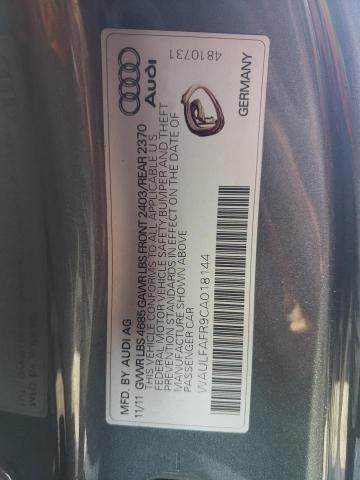 MFD. BY AUDI AG
11/11 GVWR LBS 4685 GAWR LBS FRONT 2403/REAR 2370
THIS VEHICLE CONFORMS TO ALL APPLICABLE U.S.
FEDERAL MOTOR VEHICLE SAFETY, BUMPER AND THEFT
PREVENTION STANDARDS IN EFFECT ON THE DATE OF
MANUFACTURE SHOWN ABOVE
PASSENGER CAR
WAULFAFR9CA018144
Audi
4810731
GERMANY